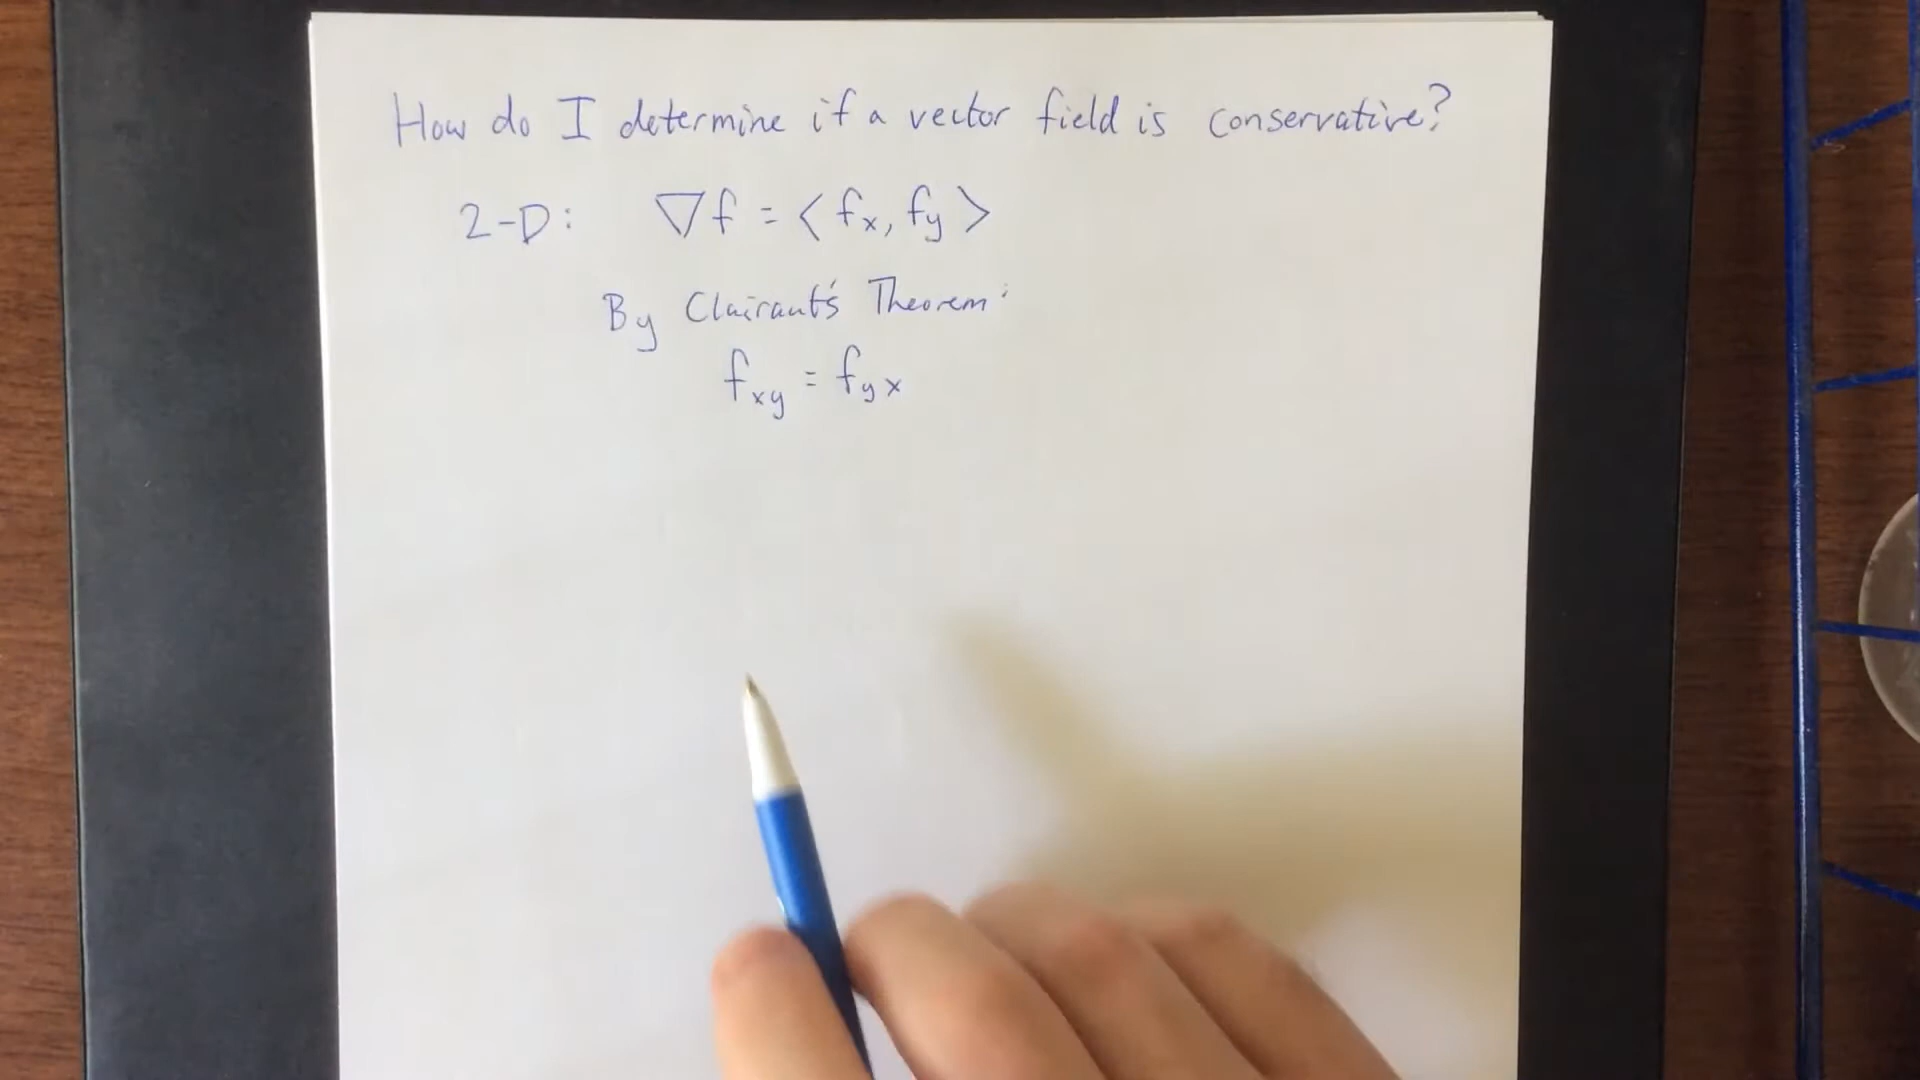 How do I determine if a vector field is conservative?
2-D: ∇f = <fx, fy>
By Clairaut's Theorem:
fxy = fyx